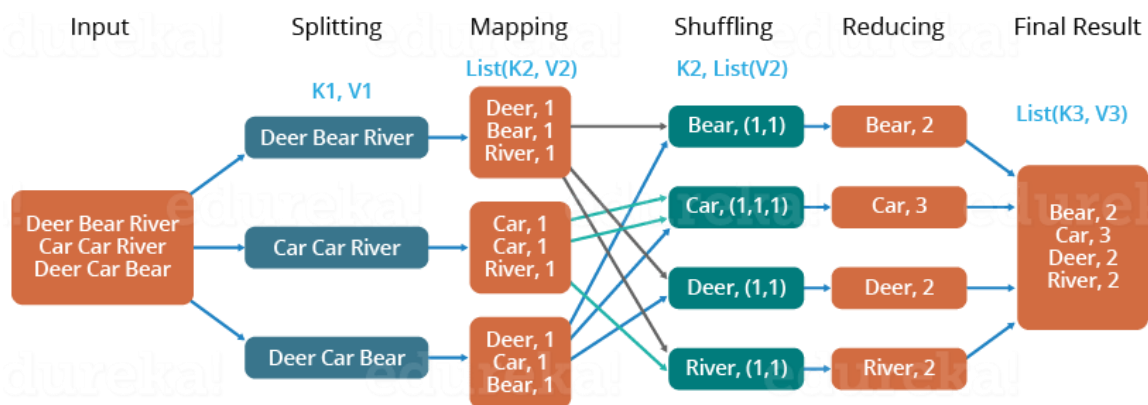 Input
Splitting
Mapping
Shuffling
Reducing
Final Result
K1, V1
List(K2, V2)
K2, List(V2)
List(K3, V3)
Deer Bear River
Car Car River
Deer Car Bear
Deer Bear River
Car Car River
Deer Car Bear
Deer, 1
Bear, 1
River, 1
Car, 1
Car, 1
River, 1
Deer, 1
Car, 1
Bear, 1
Bear, (1,1)
Car, (1,1,1)
Deer, (1,1)
River, (1,1)
Bear, 2
Car, 3
Deer, 2
River, 2
Bear, 2
Car, 3
Deer, 2
River, 2
edureka!